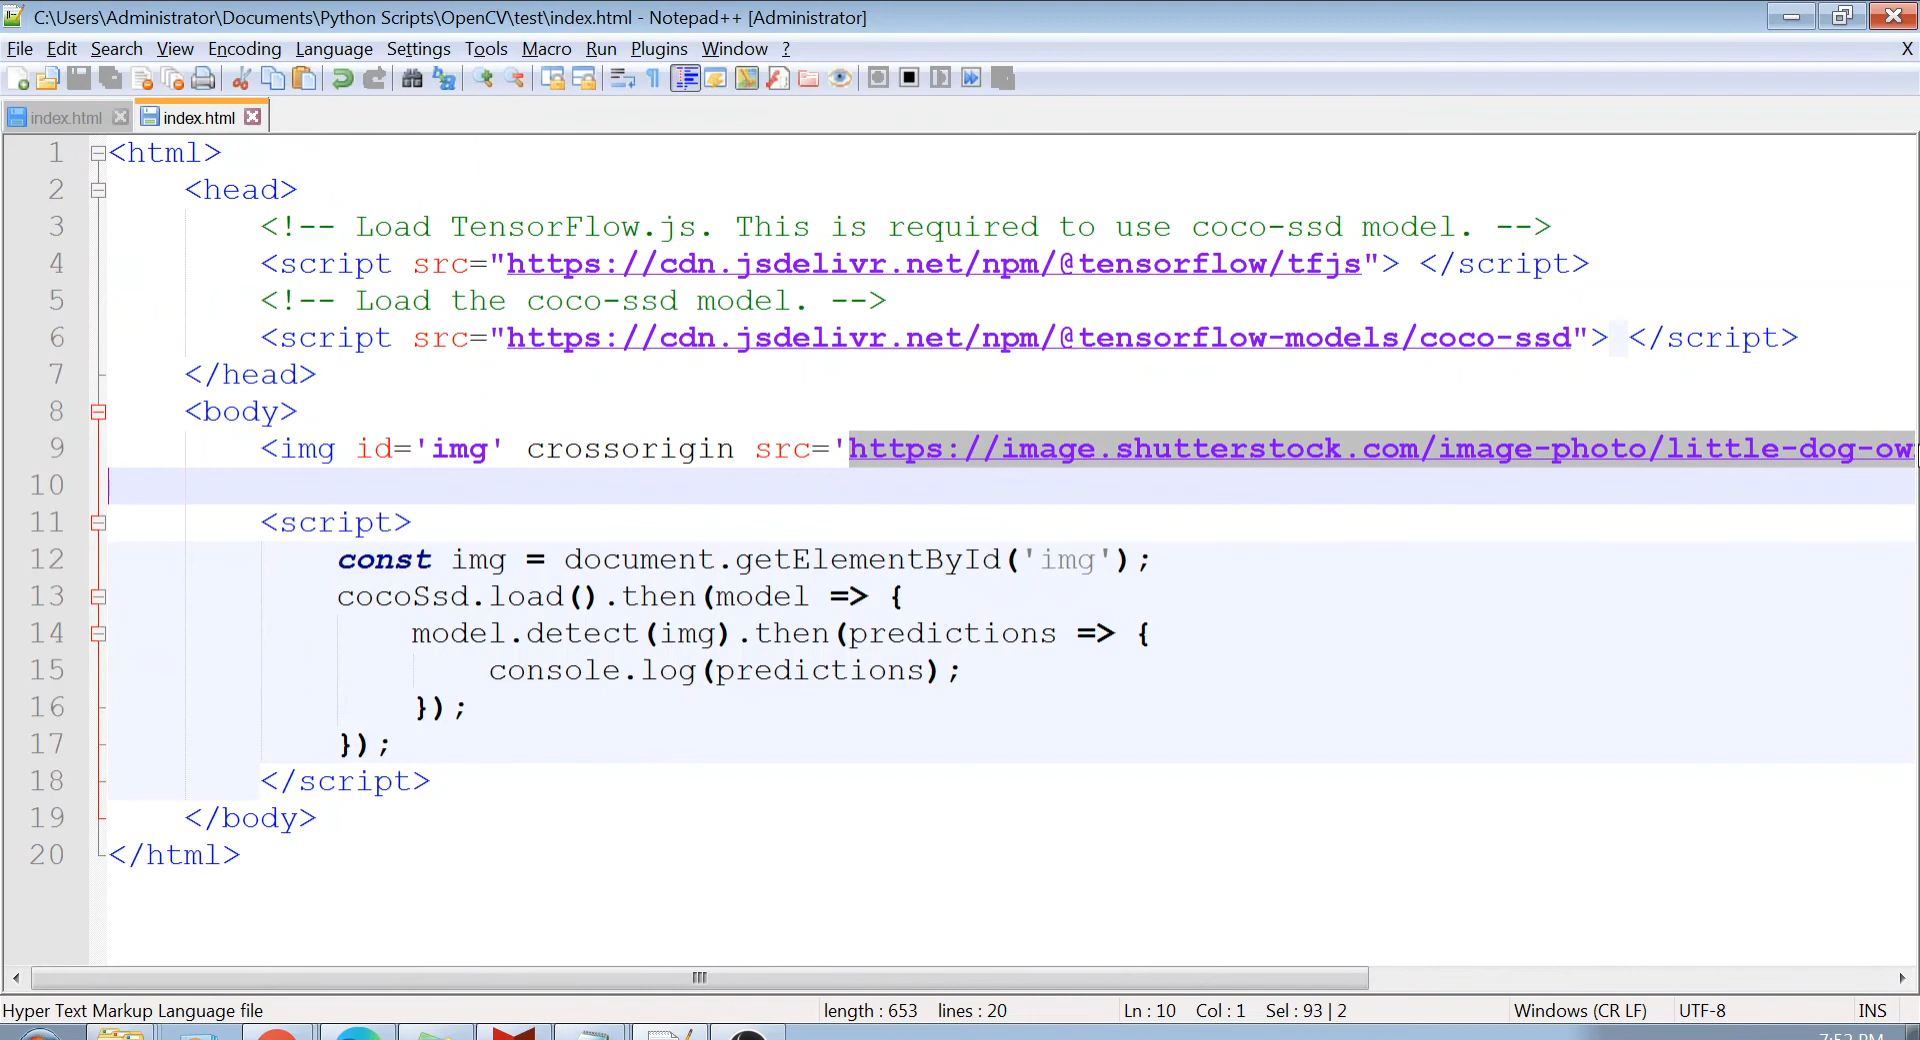 C:\Users\Administrator\Documents\Python Scripts\OpenCV\test\index.html - Notepad++ [Administrator]
File Edit Search View Encoding Language Settings Tools Macro Run Plugins Window ? X
index.html index.html
1 <html>
2 <head>
3 <!-- Load TensorFlow.js. This is required to use coco-ssd model. -->
4 <script src="https://cdn.jsdelivr.net/npm/@tensorflow/tfjs"> </script>
5 <!-- Load the coco-ssd model. -->
6 <script src="https://cdn.jsdelivr.net/npm/@tensorflow-models/coco-ssd"> </script>
7 </head>
8 <body>
9 <img id='img' crossorigin src='https://image.shutterstock.com/image-photo/little-dog-ow
10
11 <script>
12 const img = document.getElementById('img');
13 cocoSsd.load().then(model => {
14 model.detect(img).then(predictions => {
15 console.log(predictions);
16 });
17 });
18 </script>
19 </body>
20 </html>
Hyper Text Markup Language file length : 653 lines : 20 Ln : 10 Col : 1 Sel : 93 | 2 Windows (CR LF) UTF-8 INS